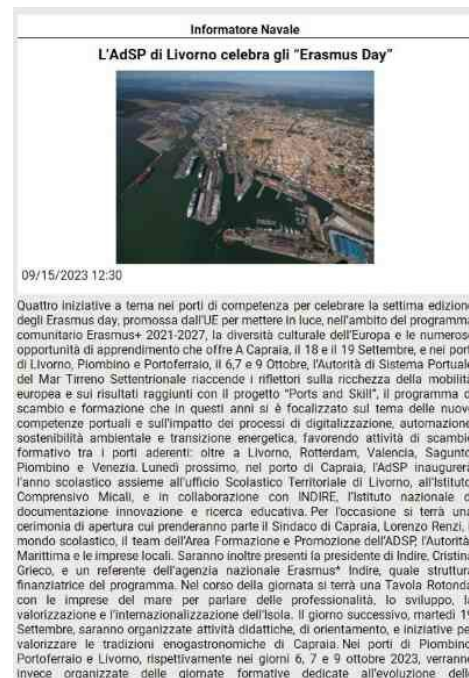 Informatore Navale
L'AdSP di Livorno celebra gli "Erasmus Day"
09/15/2023 12:30
Quattro iniziative a tema nei porti di competenza per celebrare la settima edizione
degli Erasmus day, promossa dall'UE per mettere in luce, nell'ambito del programma
comunitario Erasmus+ 2021-2027, la diversità culturale dell'Europa e le numerose
opportunità di apprendimento che offre A Capraia, il 18 e il 19 Settembre, e nei porti
di Livorno, Piombino e Portoferraio, il 6,7 e 9 Ottobre, l'Autorità di Sistema Portuale
del Mar Tirreno Settentrionale riaccende i riflettori sulla ricchezza della mobilità
europea e sui risultati raggiunti con il progetto "Ports and Skill", il programma di
scambio e formazione che in questi anni si è focalizzato sul tema delle nuove
competenze portuali e sull'impatto dei processi di digitalizzazione, automazione,
sostenibilità ambientale e transizione energetica, favorendo attività di scambio
formativo tra i porti aderenti: oltre a Livorno, Rotterdam, Valencia, Sagunto,
Piombino e Venezia. Lunedì prossimo, nel porto di Capraia, l'AdSP inaugurerà
l'anno scolastico assieme all'ufficio Scolastico Territoriale di Livorno, all'Istituto
Comprensivo Micali, e in collaborazione con INDIRE, l'Istituto nazionale di
documentazione innovazione e ricerca educativa. Per l'occasione si terrà una
cerimonia di apertura cui prenderanno parte il Sindaco di Capraia, Lorenzo Renzi,
mondo scolastico, il team dell'Area Formazione e Promozione dell'ADSP, l'Autorità
Marittima e le imprese locali. Saranno inoltre presenti la presidente di Indire, Cristina
Grieco, e un referente dell'agenzia nazionale Erasmus* Indire, quale struttura
finanziatrice del programma. Nel corso della giornata si terrà una Tavola Rotonda
con le imprese del mare per parlare delle professionalità, lo sviluppo, la
valorizzazione e l'internazionalizzazione dell'Isola. Il giorno successivo, martedì 19
Settembre, saranno organizzate attività didattiche, di orientamento, e iniziative per
valorizzare le tradizioni enogastronomiche di Capraia. Nei porti di Piombino,
Portoferraio e Livorno, rispettivamente nei giorni 6, 7 e 9 ottobre 2023, verranno
invece organizzate delle giornate formative dedicate all'evoluzione delle